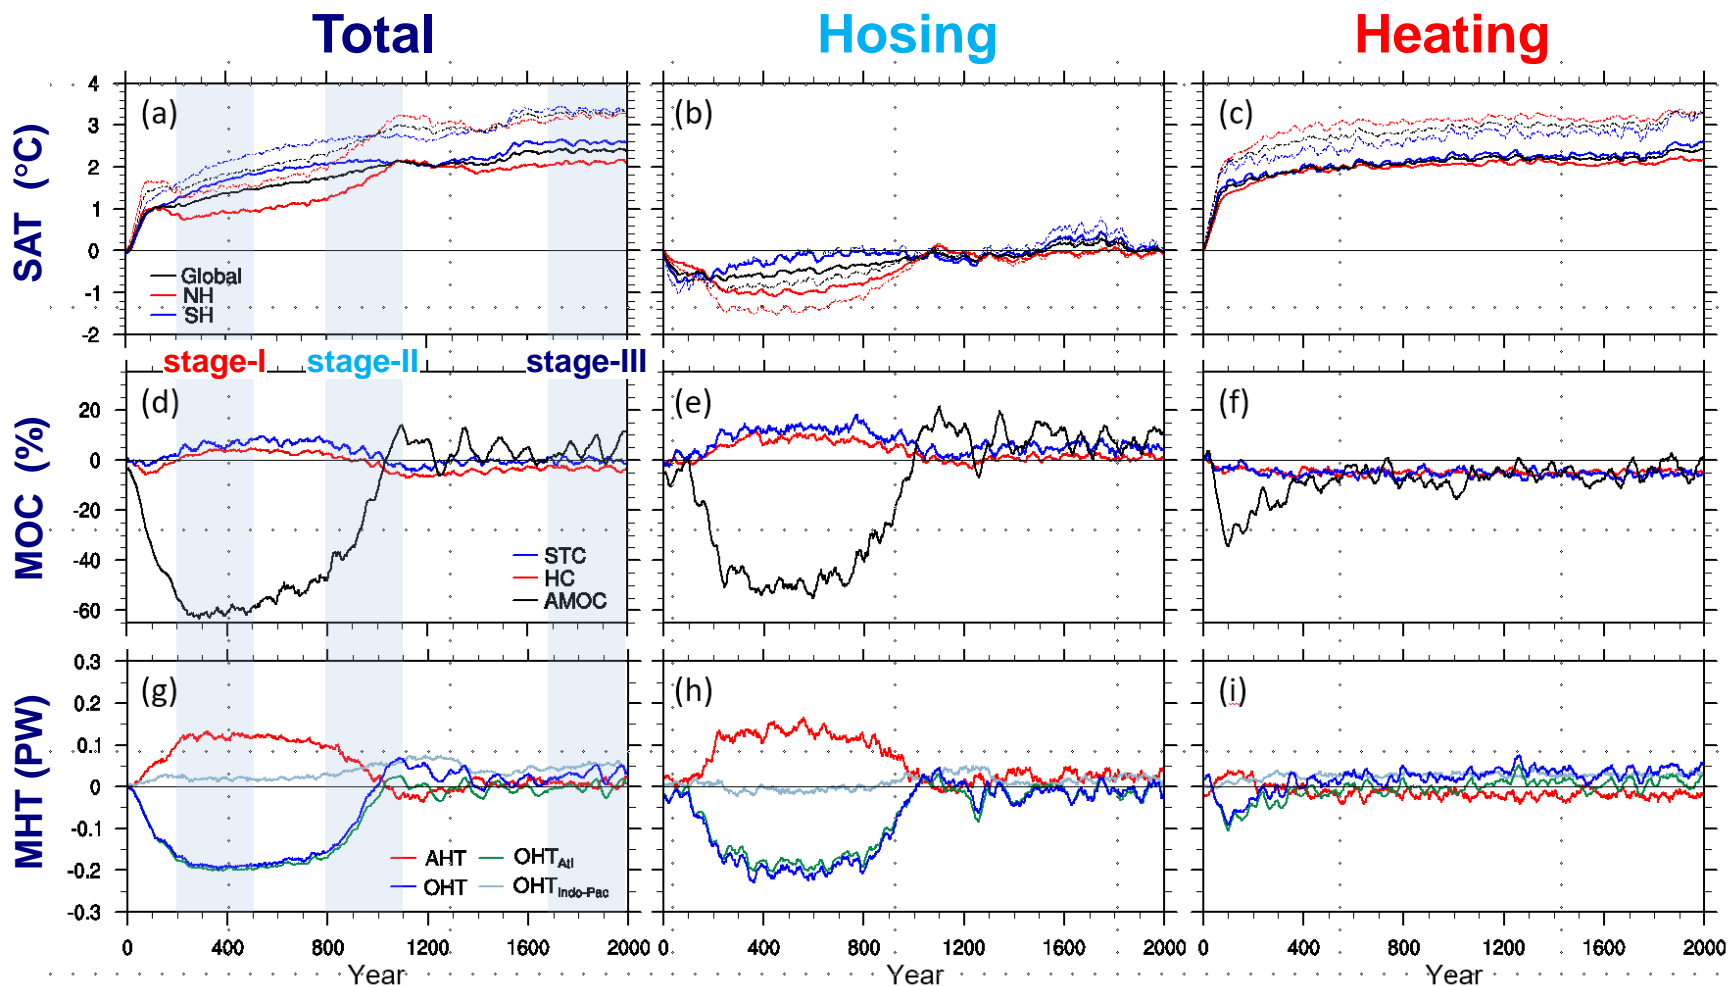 Total Hosing Heating
SAT (°C)
4
3
2
1
0
-1
-2
(a) (b) (c)
Global
NH
SH
stage-I stage-II stage-III
MOC (%)
20
0
-20
-40
-60
(d) (e) (f)
STC
HC
AMOC
MHT (PW)
0.3
0.2
0.1
0
-0.1
-0.2
-0.3
(g) (h) (i)
AHT OHTAtl
OHT OHTIndo-Pac
0 400 800 1200 1600 2000 0 400 800 1200 1600 2000 0 400 800 1200 1600 2000
Year Year Year